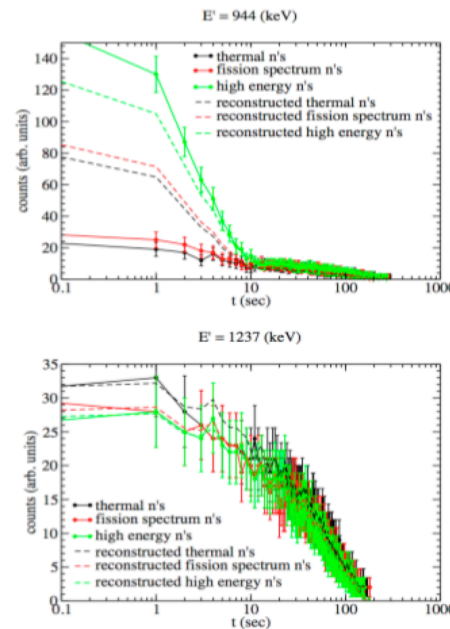 E' = 944 (keV)
140
120
100
80
60
40
20
0
counts (arb. units)
thermal n's
fission spectrum n's
high energy n's
reconstructed thermal n's
reconstructed fission spectrum n's
reconstructed high energy n's
0.1 1 10 100 1000
t (sec)
E' = 1237 (keV)
35
30
25
20
15
10
5
0
counts (arb. units)
thermal n's
fission spectrum n's
high energy n's
reconstructed thermal n's
reconstructed fission spectrum n's
reconstructed high energy n's
0.1 1 10 100 1000
t (sec)